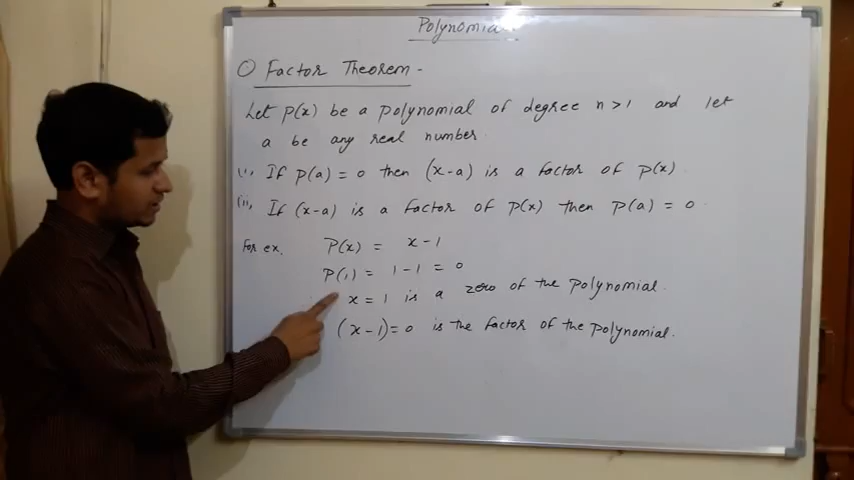 Polynomial
① Factor Theorem -
Let p(x) be a polynomial of degree n > 1 and let
a be any real number.
(i), If p(a) = 0 then (x-a) is a factor of p(x)
(ii), If (x-a) is a factor of p(x) then p(a) = 0.
For ex. P(x) = x-1
P(1) = 1-1 = 0
x = 1 is a zero of the polynomial.
(x-1)=0 is the factor of the polynomial.